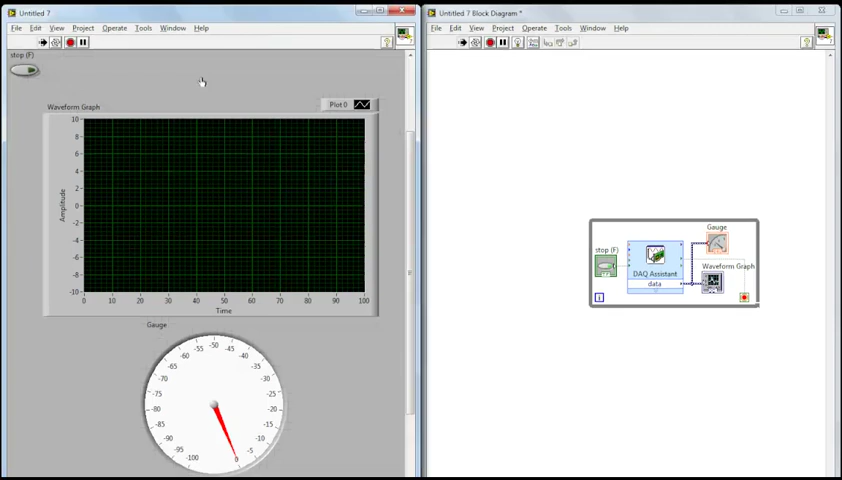 Untitled 7
File Edit View Project Operate Tools Window Help
stop (F)
Waveform Graph
Plot 0
10
8
6
4
2
0
-2
-4
-6
-8
-10
Amplitude
0 10 20 30 40 50 60 70 80 90 100
Time
Gauge
-50
-55 -45
-60 -40
-65 -35
-70 -30
-75 -25
-80 -20
-85 -15
-90 -10
-95 -5
-100 0
Untitled 7 Block Diagram *
File Edit View Project Operate Tools Window Help
Gauge
stop (F)
DAQ Assistant
data
Waveform Graph
i